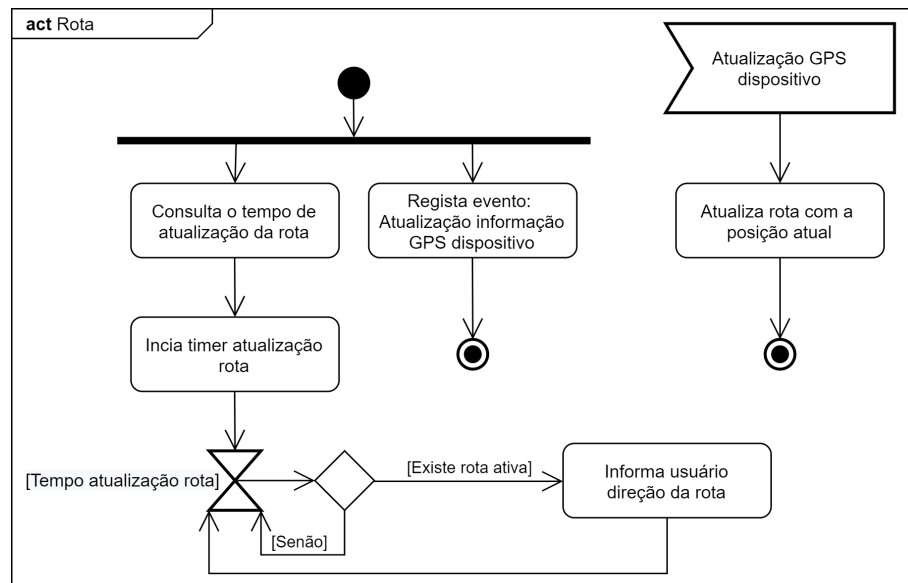 act Rota
Atualização GPS
dispositivo
Consulta o tempo de
atualização da rota
Regista evento:
Atualização informação
GPS dispositivo
Atualiza rota com a
posição atual
Incia timer atualização
rota
[Tempo atualização rota]
[Existe rota ativa]
Informa usuário
direção da rota
[Senão]